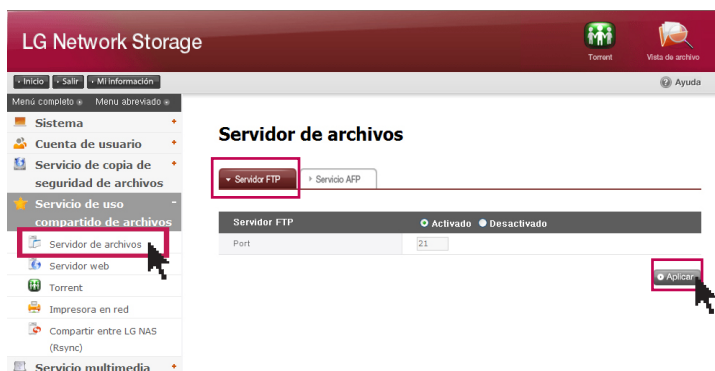 LG Network Storage
Torrent
Vista de archivo
Inicio Salir Mi información
Ayuda
Menú completo Menu abreviado
Sistema
Cuenta de usuario
Servicio de copia de
seguridad de archivos
Servicio de uso
compartido de archivos
Servidor de archivos
Servidor web
Torrent
Impresora en red
Compartir entre LG NAS
(Rsync)
Servicio multimedia
Servidor de archivos
Servidor FTP Servicio AFP
Servidor FTP Activado Desactivado
Port 21
Aplicar